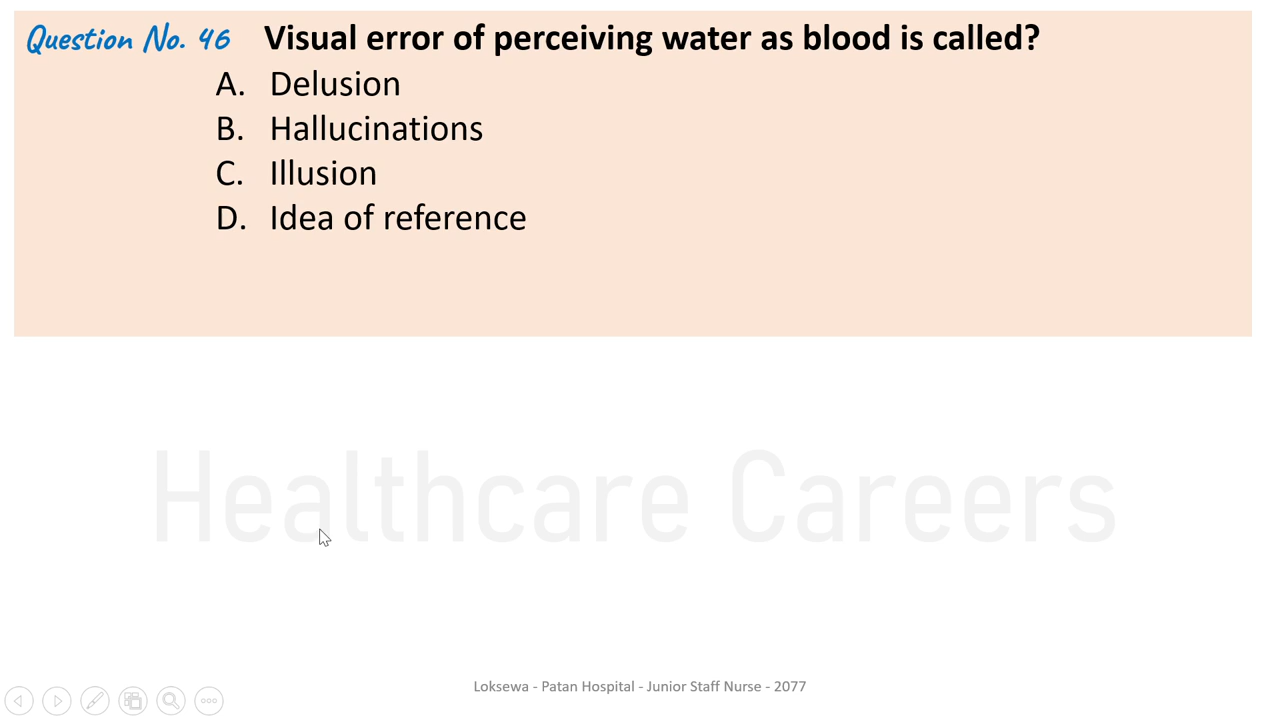 Question No. 46 Visual error of perceiving water as blood is called?
A. Delusion
B. Hallucinations
C. Illusion
D. Idea of reference
Healthcare Careers
Loksewa - Patan Hospital - Junior Staff Nurse - 2077